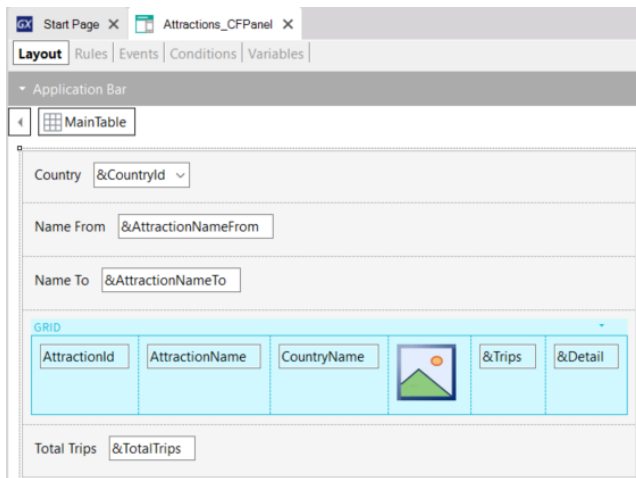 GX Start Page Attractions_CFPanel
Layout Rules Events Conditions Variables
Application Bar
MainTable
Country &CountryId
Name From &AttractionNameFrom
Name To &AttractionNameTo
GRID
AttractionId AttractionName CountryName &Trips &Detail
Total Trips &TotalTrips